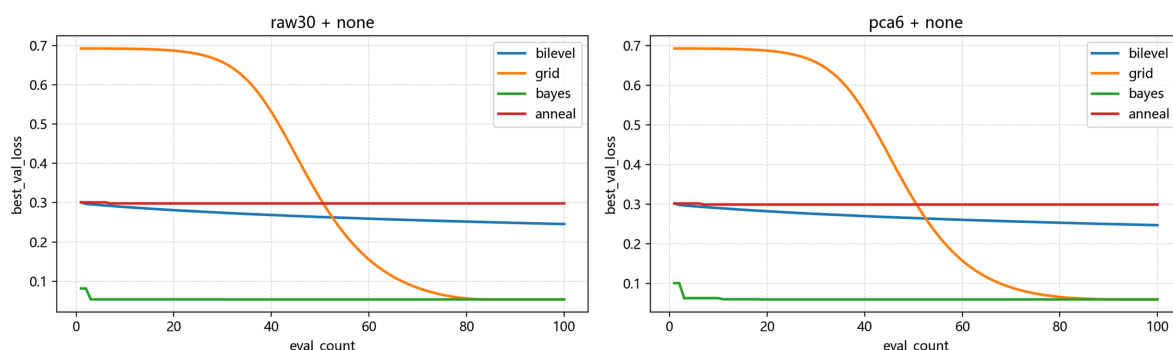 raw30 + none
best_val_loss
0.7
0.6
0.5
0.4
0.3
0.2
0.1
bilevel
grid
bayes
anneal
0 20 40 60 80 100
eval_count
pca6 + none
best_val_loss
0.7
0.6
0.5
0.4
0.3
0.2
0.1
bilevel
grid
bayes
anneal
0 20 40 60 80 100
eval_count